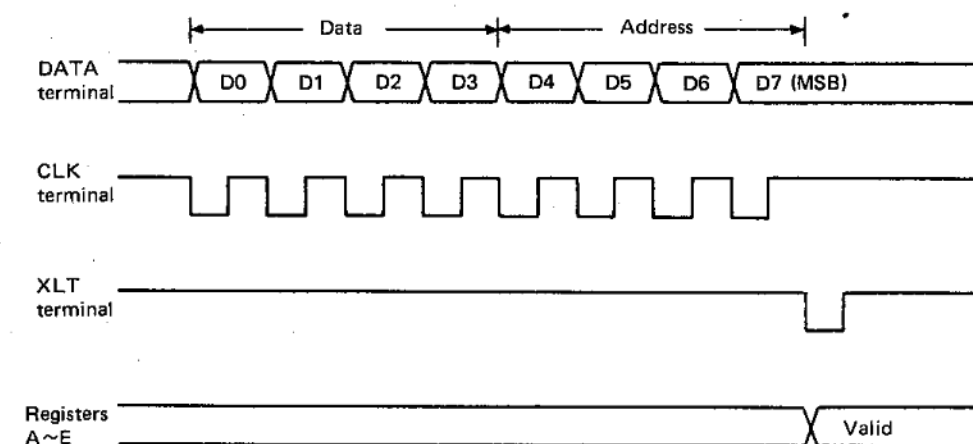 Data Address
DATA
terminal
D0 D1 D2 D3 D4 D5 D6 D7 (MSB)
CLK
terminal
XLT
terminal
Registers
A~E
Valid